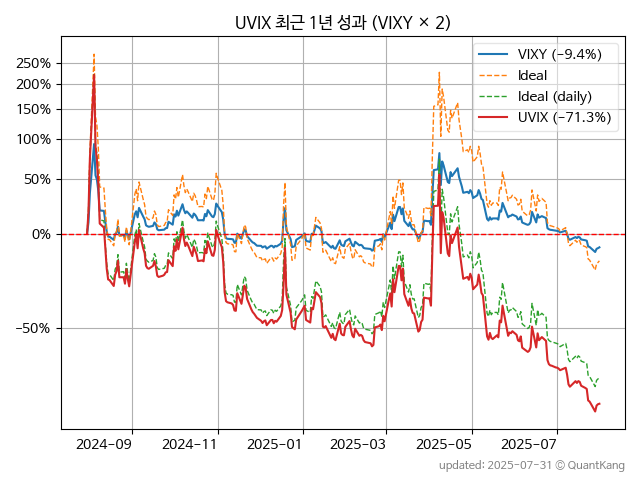 UVIX 최근 1년 성과 (VIXY × 2)
VIXY (−9.4%)
Ideal
Ideal (daily)
UVIX (−71.3%)
250%
200%
150%
100%
50%
0%
−50%
2024−09
2024−11
2025−01
2025−03
2025−05
2025−07
updated: 2025−07−31 © QuantKang